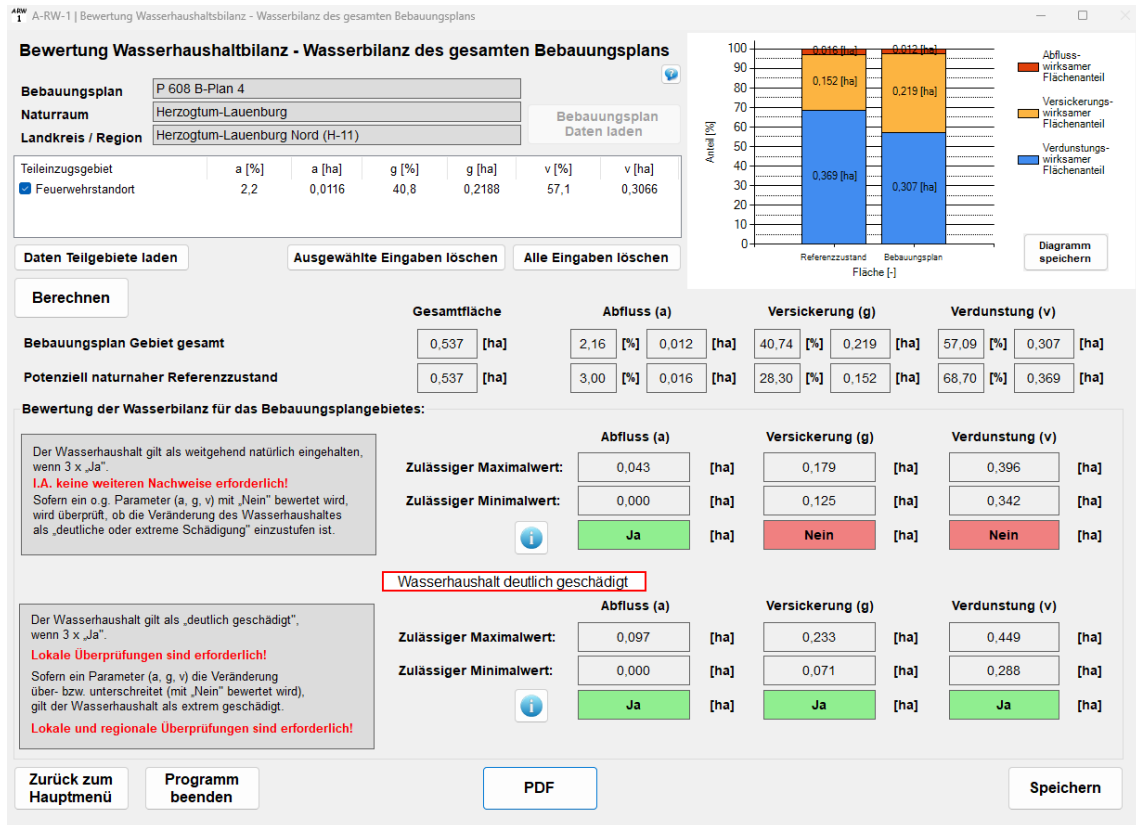 A-RW-1 | Bewertung Wasserhaushaltsbilanz - Wasserbilanz des gesamten Bebauungsplans
Bewertung Wasserhaushaltbilanz - Wasserbilanz des gesamten Bebauungsplans
Bebauungsplan P 608 B-Plan 4
Naturraum Herzogtum-Lauenburg
Landkreis / Region Herzogtum-Lauenburg Nord (H-11)
Bebauungsplan
Daten laden
Teileinzugsgebiet a [%] a [ha] g [%] g [ha] v [%] v [ha]
Feuerwehrstandort 2,2 0,0116 40,8 0,2188 57,1 0,3066
Daten Teilgebiete laden Ausgewählte Eingaben löschen Alle Eingaben löschen
Anteil [%]
100
90
80
70
60
50
40
30
20
10
0
0.016 [ha] 0.012 [ha]
0,152 [ha] 0,219 [ha]
0,369 [ha] 0,307 [ha]
Referenzzustand Bebauungsplan
Fläche [-]
Abfluss-
wirksamer
Flächenanteil
Versickerungs-
wirksamer
Flächenanteil
Verdunstungs-
wirksamer
Flächenanteil
Diagramm
speichern
Berechnen
Gesamtfläche Abfluss (a) Versickerung (g) Verdunstung (v)
Bebauungsplan Gebiet gesamt 0,537 [ha] 2,16 [%] 0,012 [ha] 40,74 [%] 0,219 [ha] 57,09 [%] 0,307 [ha]
Potenziell naturnaher Referenzzustand 0,537 [ha] 3,00 [%] 0,016 [ha] 28,30 [%] 0,152 [ha] 68,70 [%] 0,369 [ha]
Bewertung der Wasserbilanz für das Bebauungsplangebietes:
Der Wasserhaushalt gilt als weitgehend natürlich eingehalten,
wenn 3 x „Ja".
I.A. keine weiteren Nachweise erforderlich!
Sofern ein o.g. Parameter (a, g, v) mit „Nein" bewertet wird,
wird überprüft, ob die Veränderung des Wasserhaushaltes
als „deutliche oder extreme Schädigung" einzustufen ist.
Abfluss (a) Versickerung (g) Verdunstung (v)
Zulässiger Maximalwert: 0,043 [ha] 0,179 [ha] 0,396 [ha]
Zulässiger Minimalwert: 0,000 [ha] 0,125 [ha] 0,342 [ha]
Ja [ha] Nein [ha] Nein [ha]
Wasserhaushalt deutlich geschädigt
Der Wasserhaushalt gilt als „deutlich geschädigt",
wenn 3 x „Ja".
Lokale Überprüfungen sind erforderlich!
Sofern ein Parameter (a, g, v) die Veränderung
über- bzw. unterschreitet (mit „Nein" bewertet wird),
gilt der Wasserhaushalt als extrem geschädigt.
Lokale und regionale Überprüfungen sind erforderlich!
Abfluss (a) Versickerung (g) Verdunstung (v)
Zulässiger Maximalwert: 0,097 [ha] 0,233 [ha] 0,449 [ha]
Zulässiger Minimalwert: 0,000 [ha] 0,071 [ha] 0,288 [ha]
Ja [ha] Ja [ha] Ja [ha]
Zurück zum
Hauptmenü
Programm
beenden
PDF
Speichern